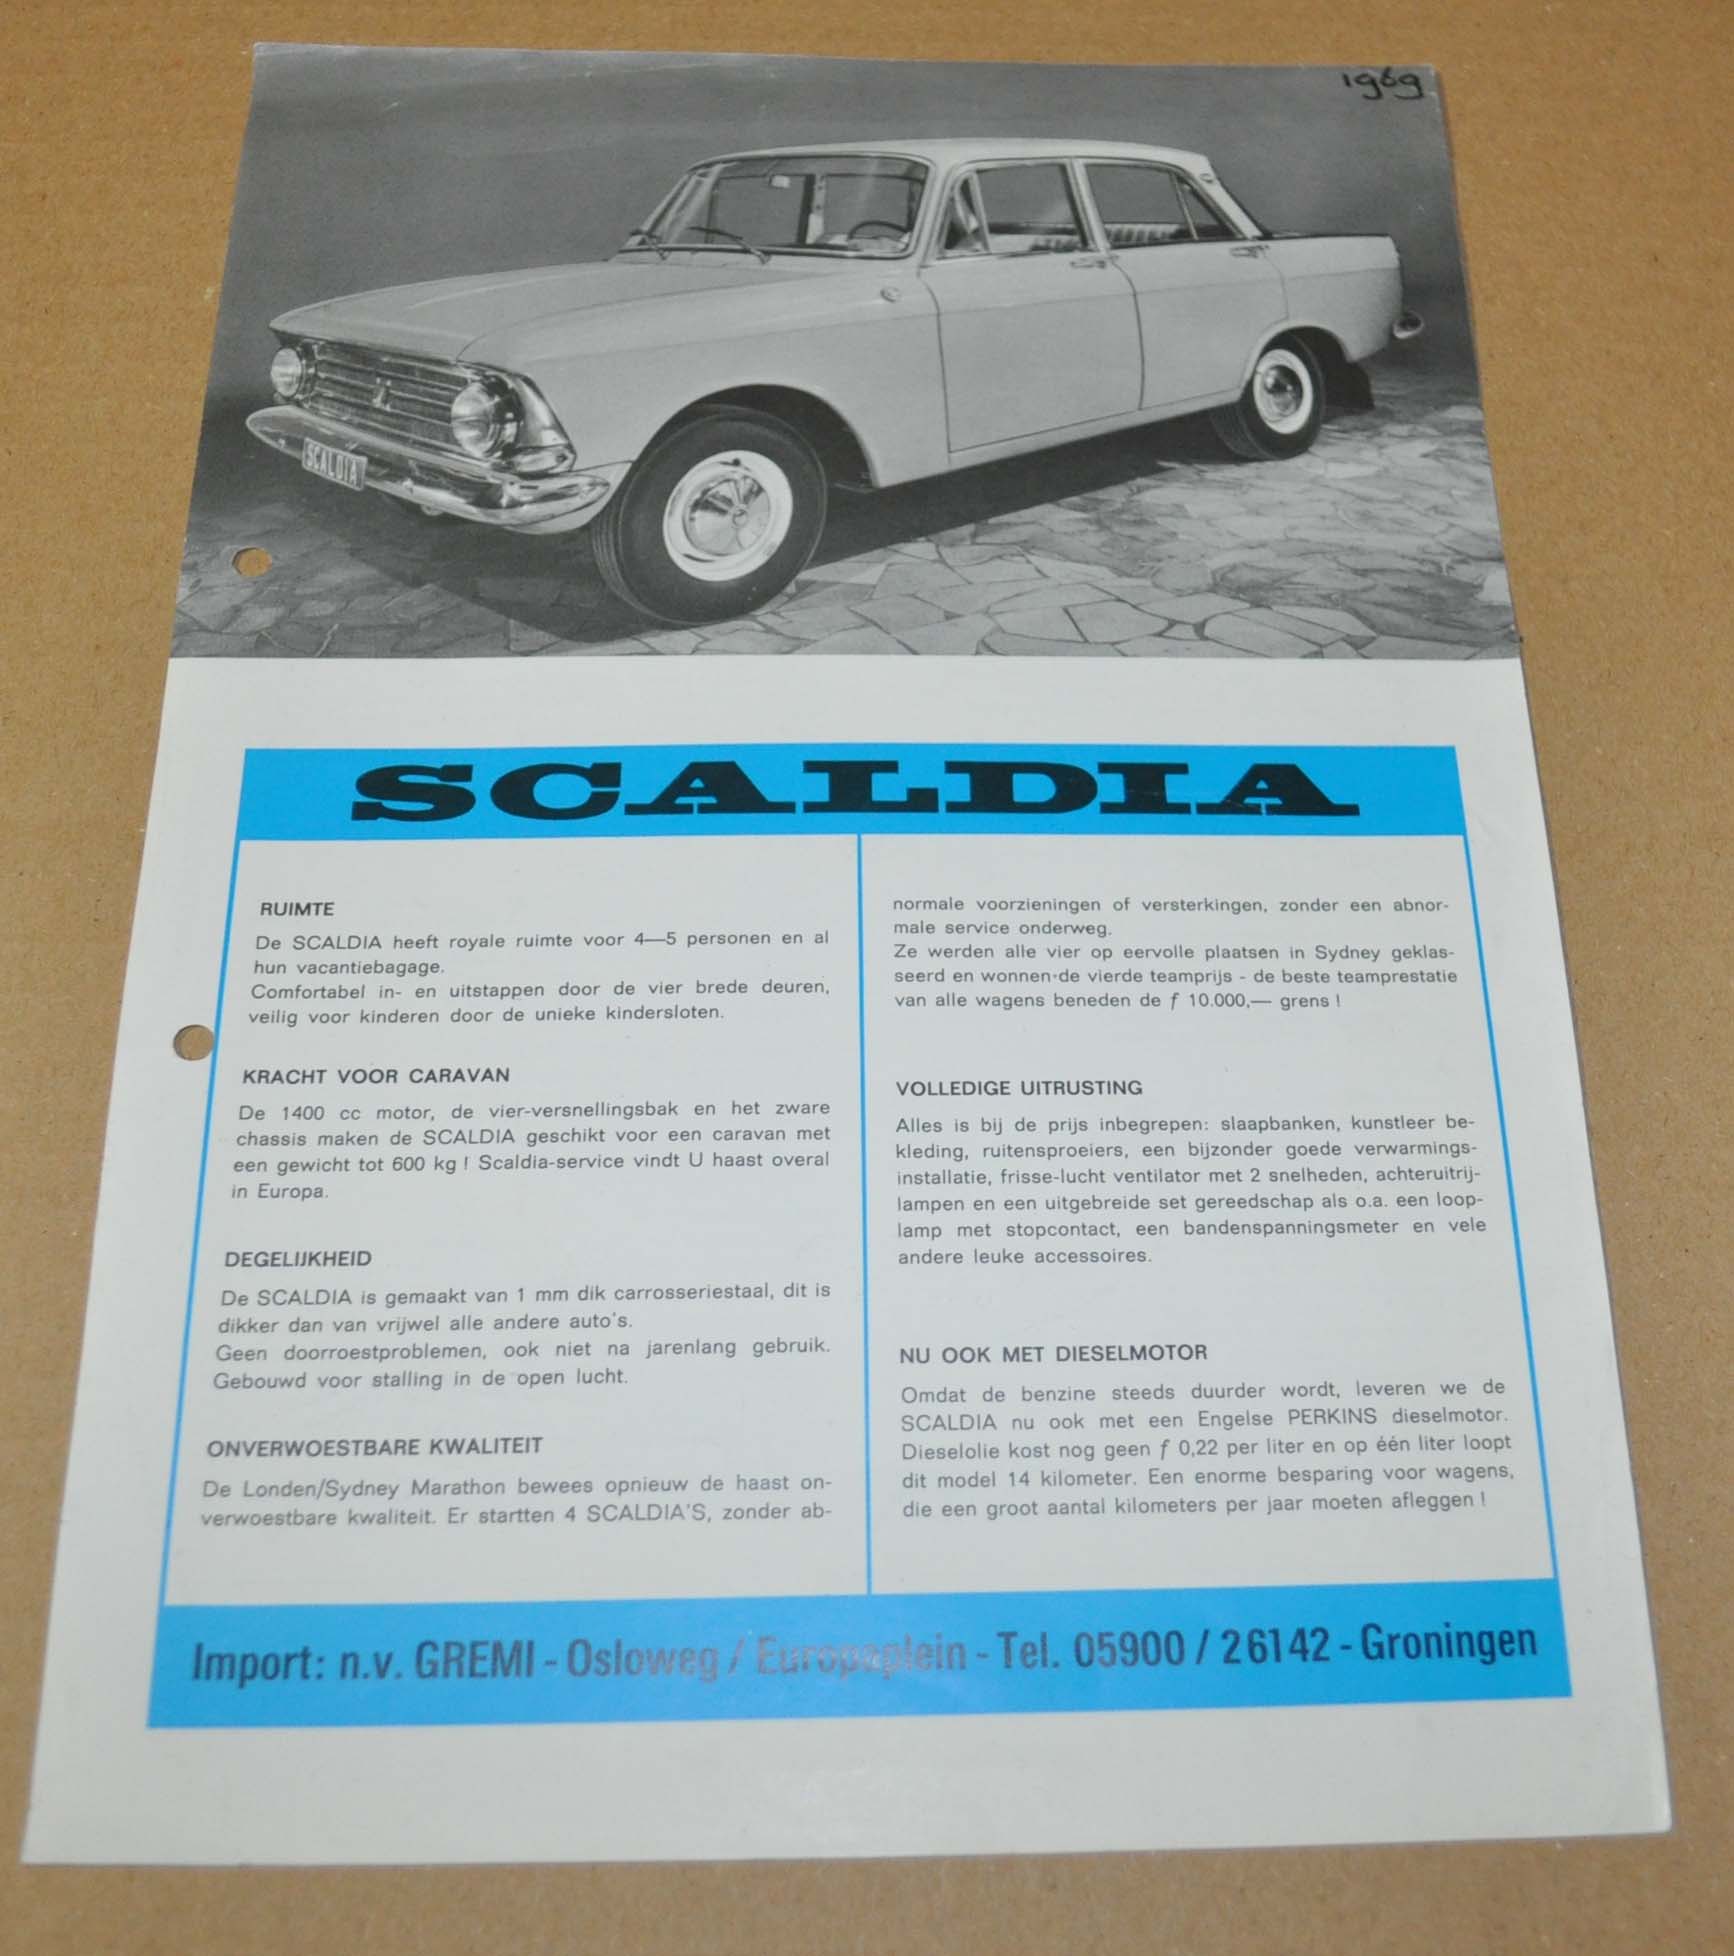 1969
SCALDIA
SCALDIA
RUIMTE
De SCALDIA heeft royale ruimte voor 4—5 personen en al
hun vacantiebagage.
Comfortabel in- en uitstappen door de vier brede deuren,
veilig voor kinderen door de unieke kindersloten.
KRACHT VOOR CARAVAN
De 1400 cc motor, de vier-versnellingsbak en het zware
chassis maken de SCALDIA geschikt voor een caravan met
een gewicht tot 600 kg ! Scaldia-service vindt U haast overal
in Europa.
DEGELIJKHEID
De SCALDIA is gemaakt van 1 mm dik carrosseriestaal, dit is
dikker dan van vrijwel alle andere auto's.
Geen doorroestproblemen, ook niet na jarenlang gebruik.
Gebouwd voor stalling in de open lucht.
ONVERWOESTBARE KWALITEIT
De Londen/Sydney Marathon bewees opnieuw de haast on-
verwoestbare kwaliteit. Er startten 4 SCALDIA'S, zonder ab-
normale voorzieningen of versterkingen, zonder een abnor-
male service onderweg.
Ze werden alle vier op eervolle plaatsen in Sydney geklas-
seerd en wonnen-de vierde teamprijs - de beste teamprestatie
van alle wagens beneden de ƒ 10.000,— grens !
VOLLEDIGE UITRUSTING
Alles is bij de prijs inbegrepen: slaapbanken, kunstleer be-
kleding, ruitensproeiers, een bijzonder goede verwarmings-
installatie, frisse-lucht ventilator met 2 snelheden, achteruitrij-
lampen en een uitgebreide set gereedschap als o.a. een loop-
lamp met stopcontact, een bandenspanningsmeter en vele
andere leuke accessoires.
NU OOK MET DIESELMOTOR
Omdat de benzine steeds duurder wordt, leveren we de
SCALDIA nu ook met een Engelse PERKINS dieselmotor.
Dieselolie kost nog geen ƒ 0,22 per liter en op één liter loopt
dit model 14 kilometer. Een enorme besparing voor wagens,
die een groot aantal kilometers per jaar moeten afleggen !
Import: n.v. GREMI - Osloweg / Europaplein - Tel. 05900 / 26142 - Groningen